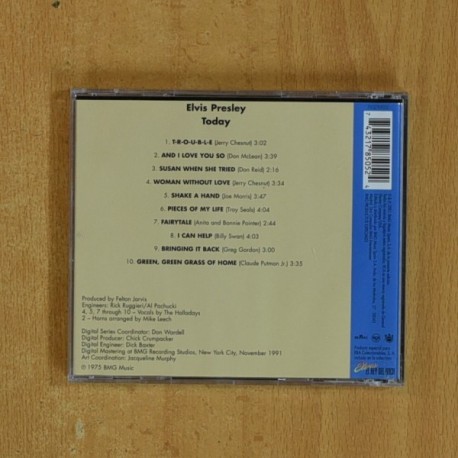 Elvis Presley
Today
1. T-R-O-U-B-L-E (Jerry Chesnut) 3:02
2. AND I LOVE YOU SO (Don McLean) 3:39
3. SUSAN WHEN SHE TRIED (Don Reid) 2:16
4. WOMAN WITHOUT LOVE (Jerry Chesnut) 3:34
5. SHAKE A HAND (Joe Morris)
6. PIECES OF MY LIFE (Troy Seals) 4:04
7. FAIRYTALE (Anita and Bonnie Pointer) 2:44
8. I CAN HELP (Billy Swan) 4:03
9. BRINGING IT BACK (Greg Gordon) 3:00
10. GREEN, GREEN GRASS OF HOME (Claude Putman Jr.) 3:35
Produced by Felton Jarvis
Engineers: Rick Ruggieri/Al Pachucki
4, 5, 7 through 10 – Vocals by The Holladays
2 – Horns arranged by Mike Leech
Digital Series Coordinator: Don Wardell
Digital Producer: Chick Crumpacker
Digital Engineer: Dick Baxter
Digital Mastering at BMG Recording Studios, New York City, November 1991
Art Coordination: Jacqueline Murphy
© 1975 BMG Music
7 43217 85052